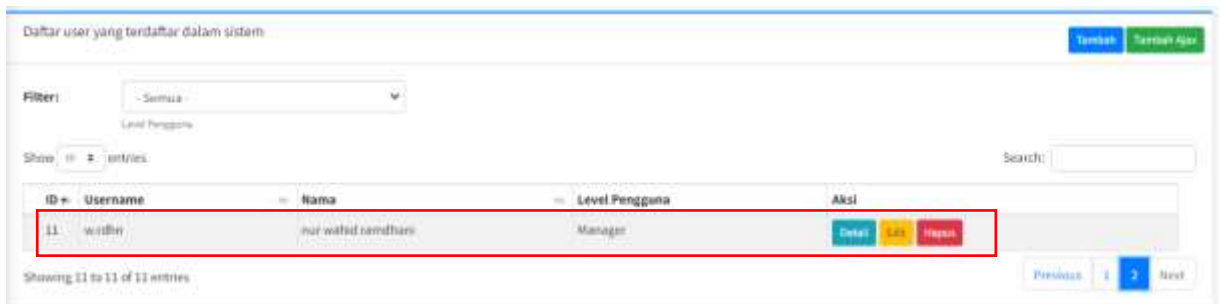 Daftar user yang terdaftar dalam sistem
Tambah Tambah Ajax
Filter: - Semua -
Level Pengguna
Show 10 entries
Search:
ID Username Nama Level Pengguna Aksi
11 nur wahid ramdhani Manager Detail Edit Hapus
Showing 11 to 11 of 11 entries
Previous 1 2 Next